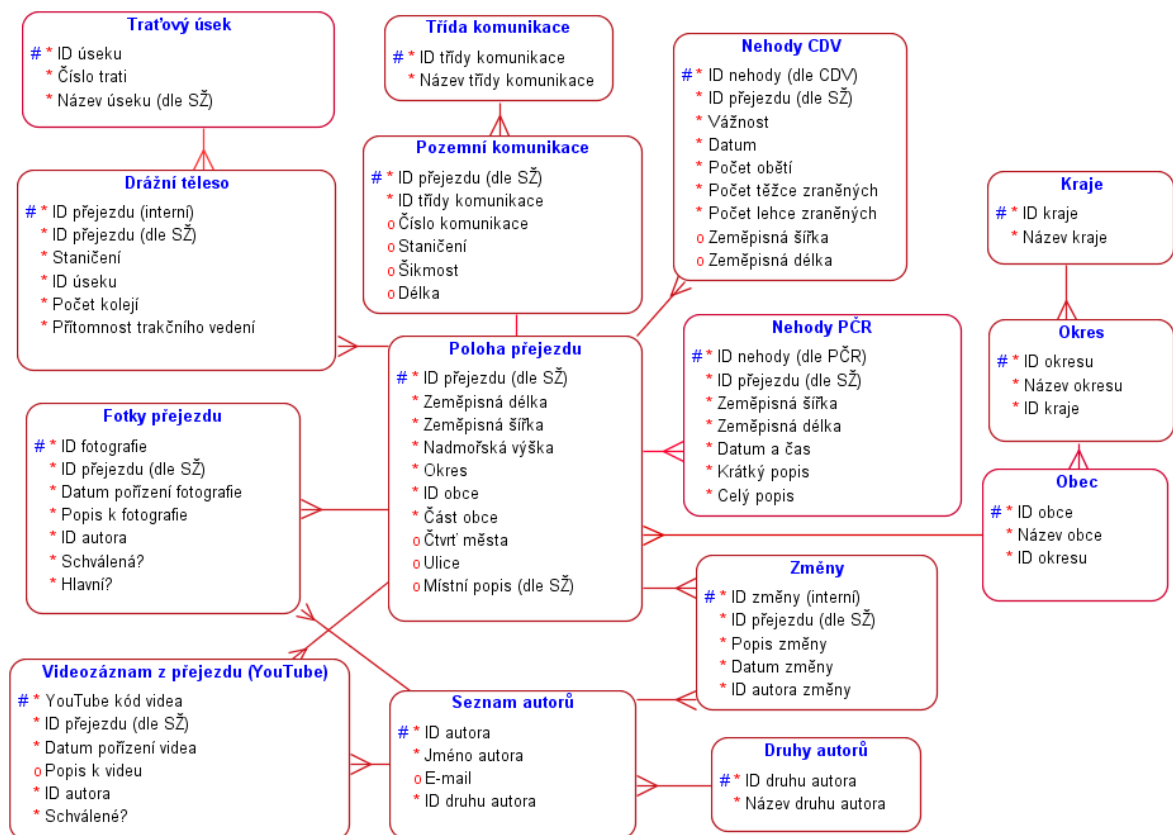 Traťový úsek
# * ID úseku
* Číslo trati
* Název úseku (dle SŽ)
Třída komunikace
# * ID třídy komunikace
* Název třídy komunikace
Nehody CDV
# * ID nehody (dle CDV)
* ID přejezdu (dle SŽ)
* Vážnost
* Datum
* Počet obětí
* Počet těžce zraněných
* Počet lehce zraněných
o Zeměpisná šířka
o Zeměpisná délka
Pozemní komunikace
# * ID přejezdu (dle SŽ)
* ID třídy komunikace
o Číslo komunikace
o Staničení
o Šikmost
o Délka
Drážní těleso
# * ID přejezdu (interní)
* ID přejezdu (dle SŽ)
* Staničení
* ID úseku
* Počet kolejí
* Přítomnost trakčního vedení
Kraje
# * ID kraje
* Název kraje
Okres
# * ID okresu
* Název okresu
* ID kraje
Poloha přejezdu
# * ID přejezdu (dle SŽ)
* Zeměpisná délka
* Zeměpisná šířka
* Nadmořská výška
* Okres
* ID obce
* Část obce
o Čtvrť města
o Ulice
o Místní popis (dle SŽ)
Nehody PČR
# * ID nehody (dle PČR)
* ID přejezdu (dle SŽ)
* Zeměpisná šířka
* Zeměpisná délka
* Datum a čas
* Krátký popis
* Celý popis
Fotky přejezdu
# * ID fotografie
* ID přejezdu (dle SŽ)
* Datum pořízení fotografie
* Popis k fotografie
* ID autora
* Schválená?
* Hlavní?
Obec
# * ID obce
* Název obce
* ID okresu
Změny
# * ID změny (interní)
* ID přejezdu (dle SŽ)
* Popis změny
* Datum změny
* ID autora změny
Videozáznam z přejezdu (YouTube)
# * YouTube kód videa
* ID přejezdu (dle SŽ)
* Datum pořízení videa
o Popis k videu
* ID autora
* Schválené?
Seznam autorů
# * ID autora
* Jméno autora
o E-mail
* ID druhu autora
Druhy autorů
# * ID druhu autora
* Název druhu autora